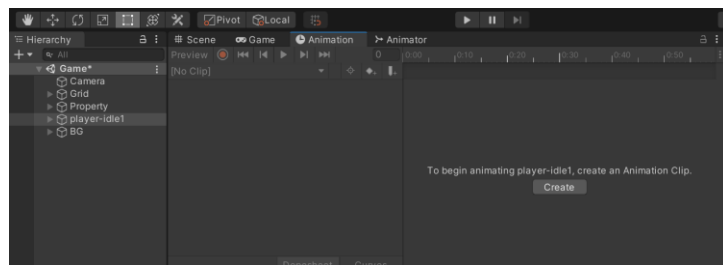 Pivot Local
Hierarchy
Scene Game Animation Animator
All
Preview 0 0:00 0:10 0:20 0:30 0:40 0:50
Game*
[No Clip]
Camera
Grid
Property
player-idle1
BG
To begin animating player-idle1, create an Animation Clip.
Create